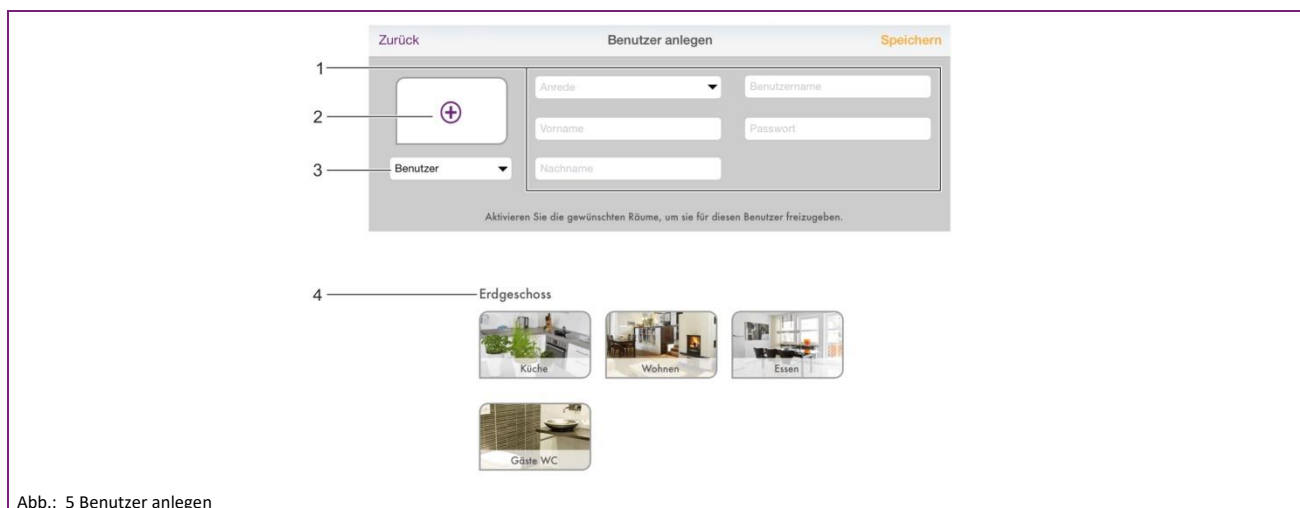 Zurück Benutzer anlegen Speichern
1
Anrede Benutzername
2
Vorname Passwort
3 Benutzer Nachname
Aktivieren Sie die gewünschten Räume, um sie für diesen Benutzer freizugeben.
4 Erdgeschoss
Küche Wohnen Essen
Gäste WC
Abb.: 5 Benutzer anlegen